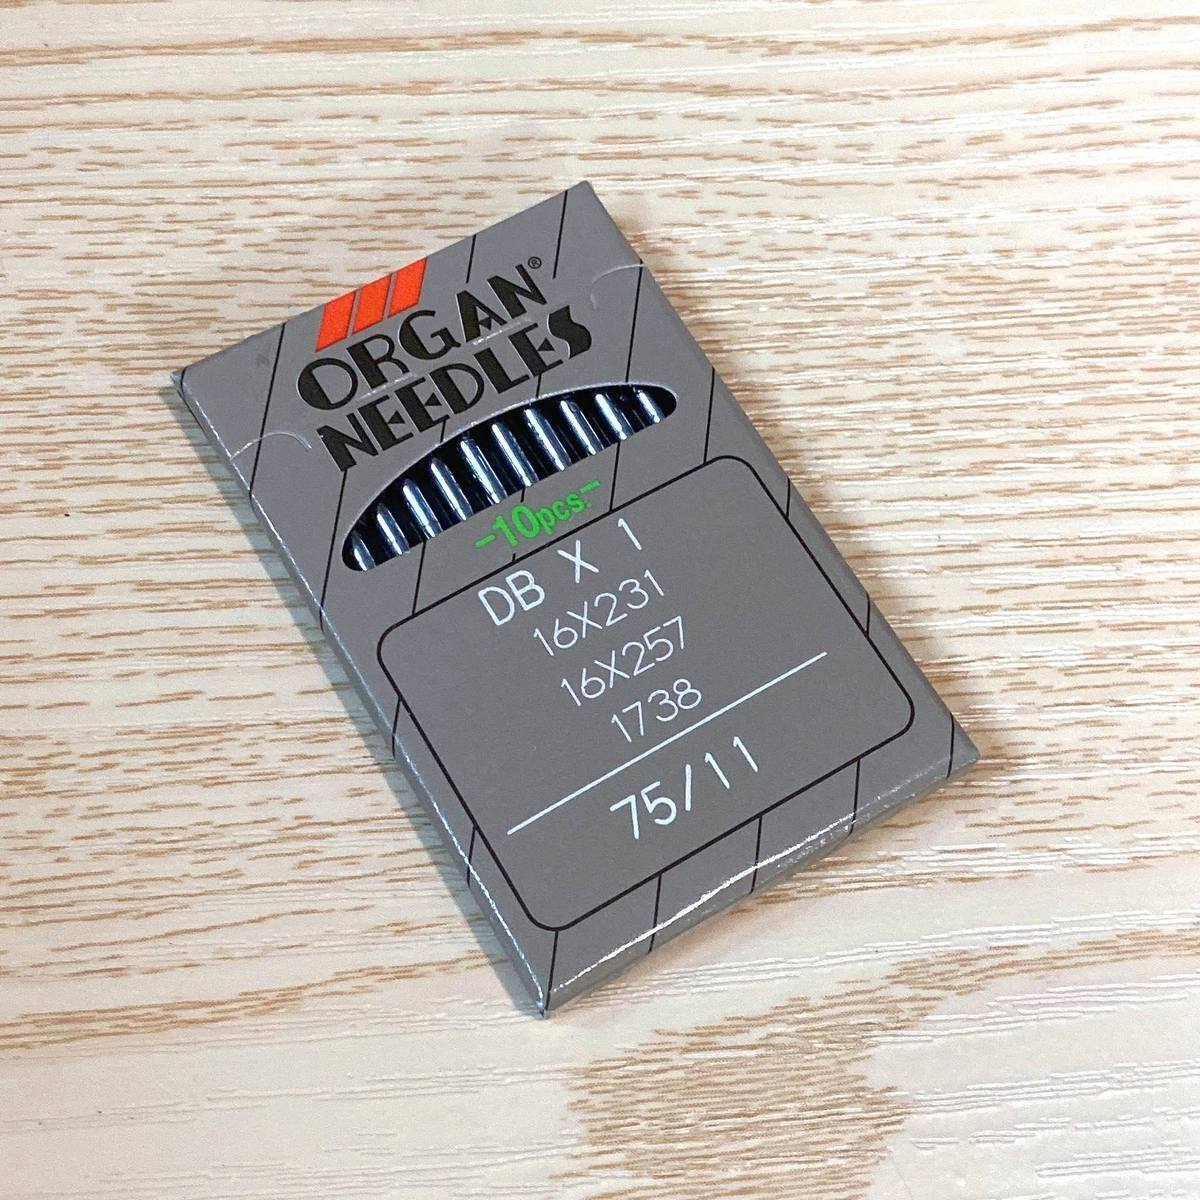 ORGAN®
NEEDLES
-10pcs.-
DB X 1
16X231
16X257
1738
75/11